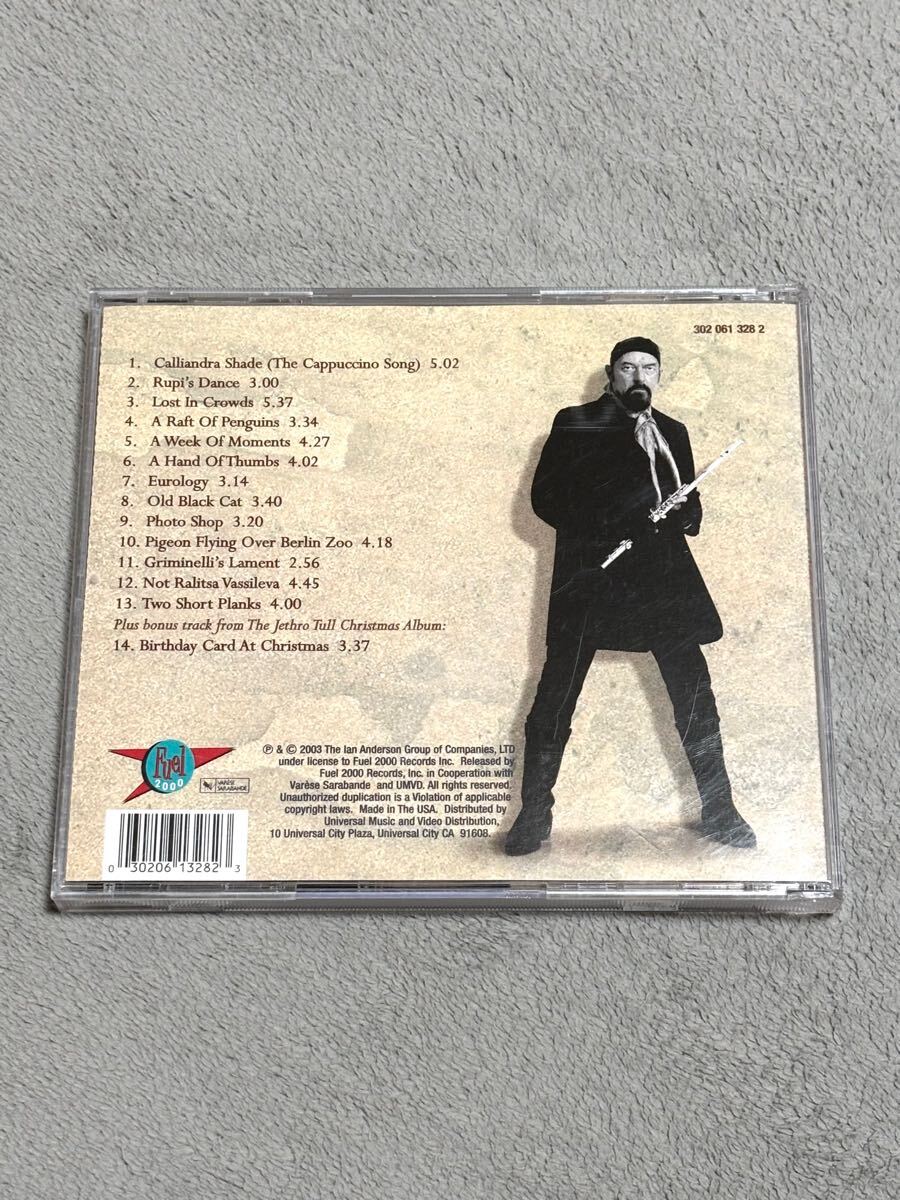 302 061 328 2
1. Calliandra Shade (The Cappuccino Song) 5.02
2. Rupi's Dance 3.00
3. Lost In Crowds 5.37
4. A Raft Of Penguins 3.34
5. A Week Of Moments 4.27
6. A Hand Of Thumbs 4.02
7. Eurology 3.14
8. Old Black Cat 3.40
9. Photo Shop 3.20
10. Pigeon Flying Over Berlin Zoo 4.18
11. Griminelli's Lament 2.56
12. Not Ralitsa Vassileva 4.45
13. Two Short Planks 4.00
Plus bonus track from The Jethro Tull Christmas Album:
14. Birthday Card At Christmas 3.37
Fuel
2000
VARÈSE
SARABANDE
℗ & © 2003 The Ian Anderson Group of Companies, LTD
under license to Fuel 2000 Records Inc. Released by
Fuel 2000 Records, Inc. in Cooperation with
Varèse Sarabande and UMVD. All rights reserved.
Unauthorized duplication is a Violation of applicable
copyright laws. Made in The USA. Distributed by
Universal Music and Video Distribution,
10 Universal City Plaza, Universal City CA 91608.
0 30206 13282 3